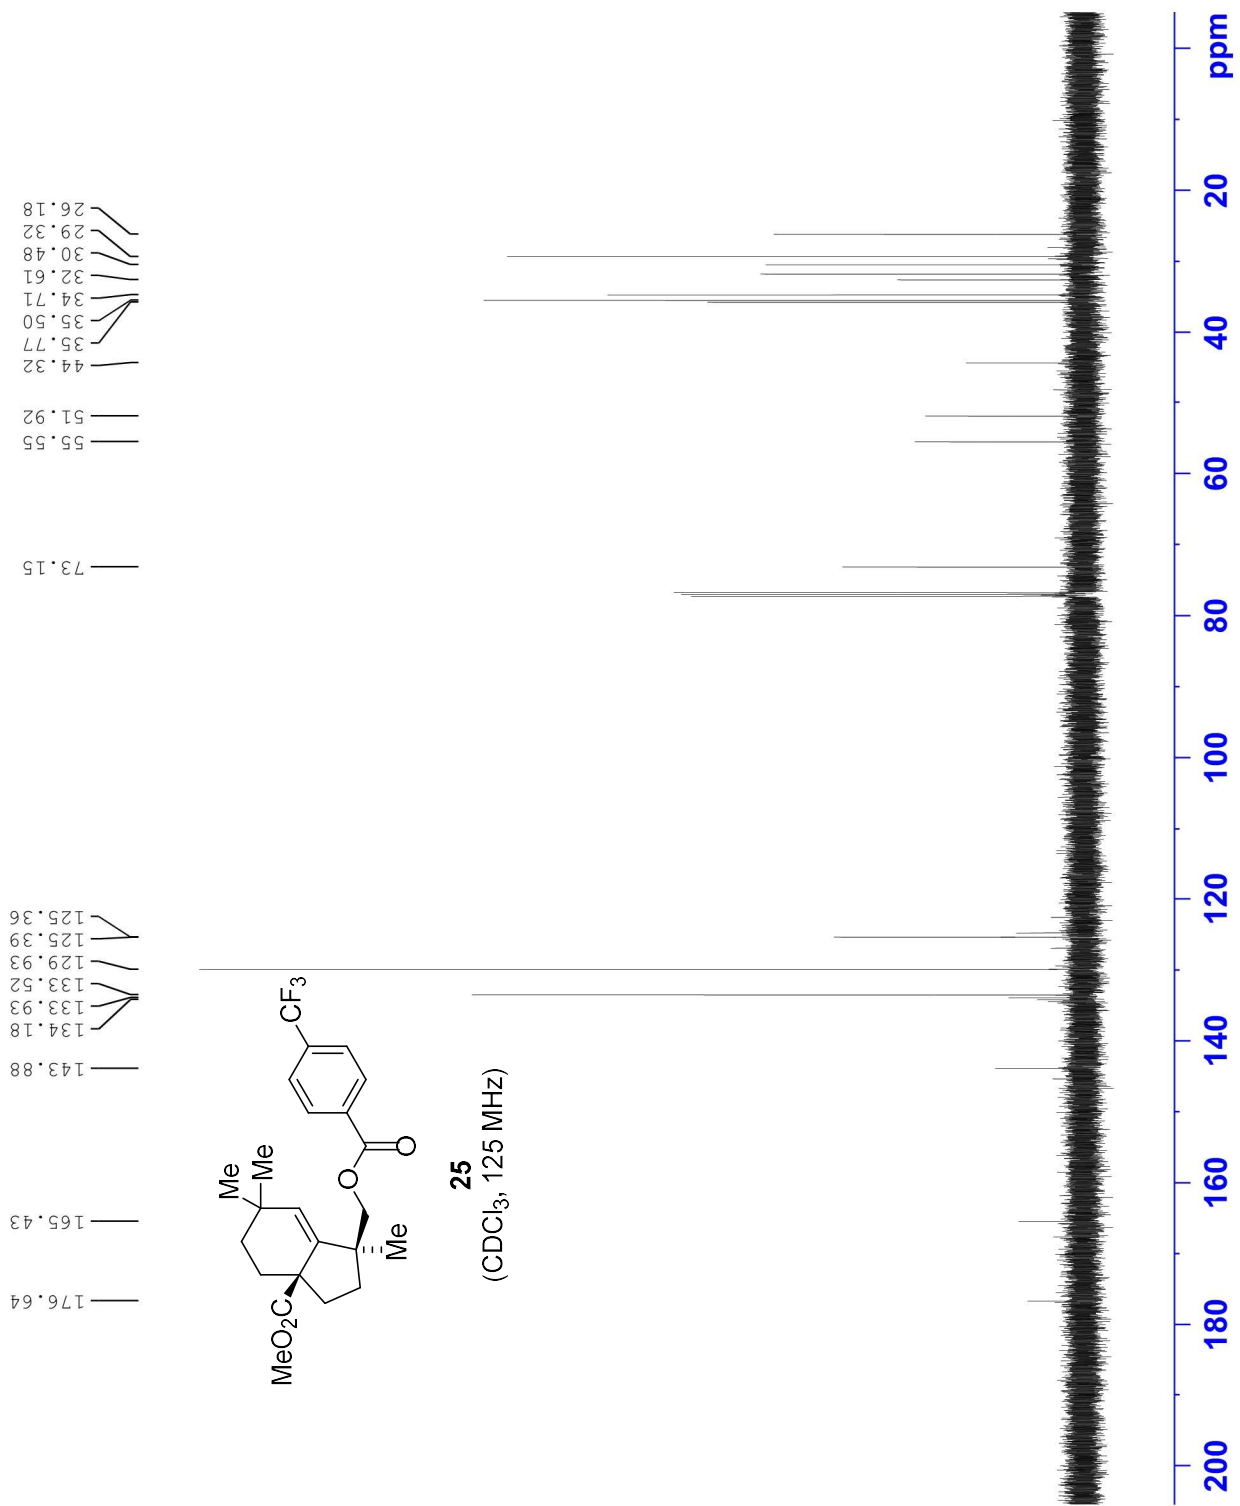 176.64
165.43
143.88
134.18
133.93
133.52
129.93
125.39
125.36
73.15
55.55
51.92
44.32
35.77
35.50
34.71
32.61
30.48
29.32
26.18
Me
Me
MeO₂C
Me
O
O
CF₃
25
(CDCl₃, 125 MHz)
200 180 160 140 120 100 80 60 40 20 ppm